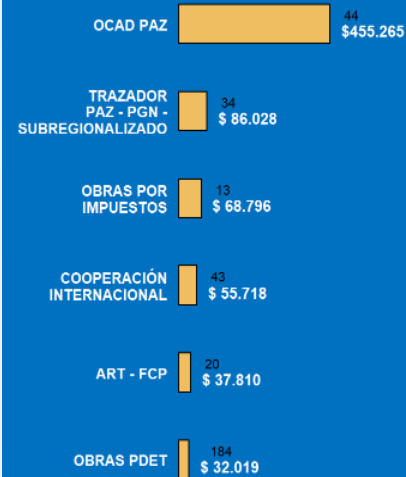 OCAD PAZ
44
$455.265
TRAZADOR
PAZ - PGN -
SUBREGIONALIZADO
34
$ 86.028
OBRAS POR
IMPUESTOS
13
$ 68.796
COOPERACIÓN
INTERNACIONAL
43
$ 55.718
ART - FCP
20
$ 37.810
OBRAS PDET
184
$ 32.019